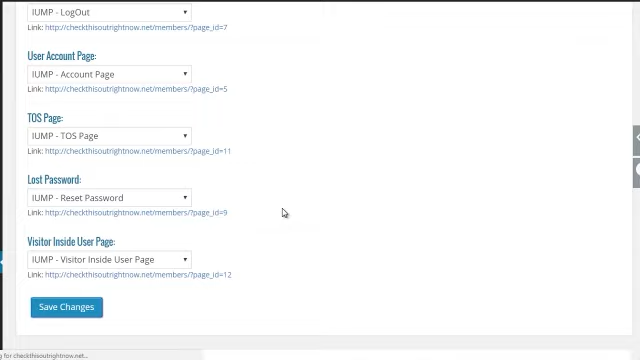 IUMP - LogOut
Link: http://checkthisoutrightnow.net/members/?page_id=7
User Account Page:
IUMP - Account Page
Link: http://checkthisoutrightnow.net/members/?page_id=5
TOS Page:
IUMP - TOS Page
Link: http://checkthisoutrightnow.net/members/?page_id=11
Lost Password:
IUMP - Reset Password
Link: http://checkthisoutrightnow.net/members/?page_id=9
Visitor Inside User Page:
IUMP - Visitor Inside User Page
Link: http://checkthisoutrightnow.net/members/?page_id=12
Save Changes
g for checkthisoutrightnow.net...